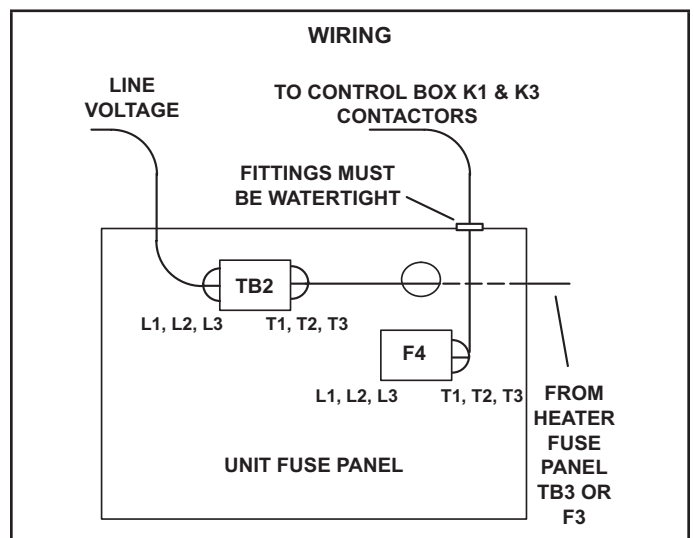 WIRING
LINE
VOLTAGE
TO CONTROL BOX K1 & K3
CONTACTORS
FITTINGS MUST
BE WATERTIGHT
TB2
L1, L2, L3
T1, T2, T3
F4
L1, L2, L3
T1, T2, T3
FROM
HEATER
FUSE
PANEL
TB3 OR
F3
UNIT FUSE PANEL